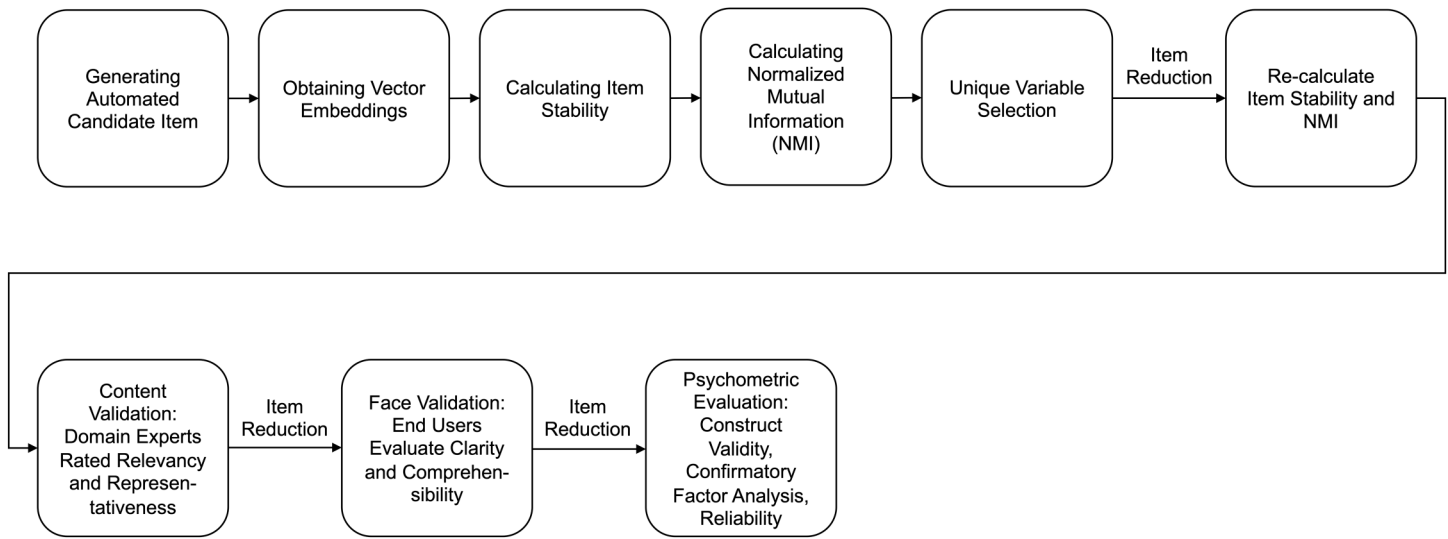 Generating
Automated
Candidate Item
Obtaining Vector
Embeddings
Calculating Item
Stability
Calculating
Normalized
Mutual
Information
(NMI)
Unique Variable
Selection
Item
Reduction
Re-calculate
Item Stability and
NMI
Content
Validation:
Domain Experts
Rated Relevancy
and Represen-
tativeness
Item
Reduction
Face Validation:
End Users
Evaluate Clarity
and Comprehen-
sibility
Item
Reduction
Psychometric
Evaluation:
Construct
Validity,
Confirmatory
Factor Analysis,
Reliability